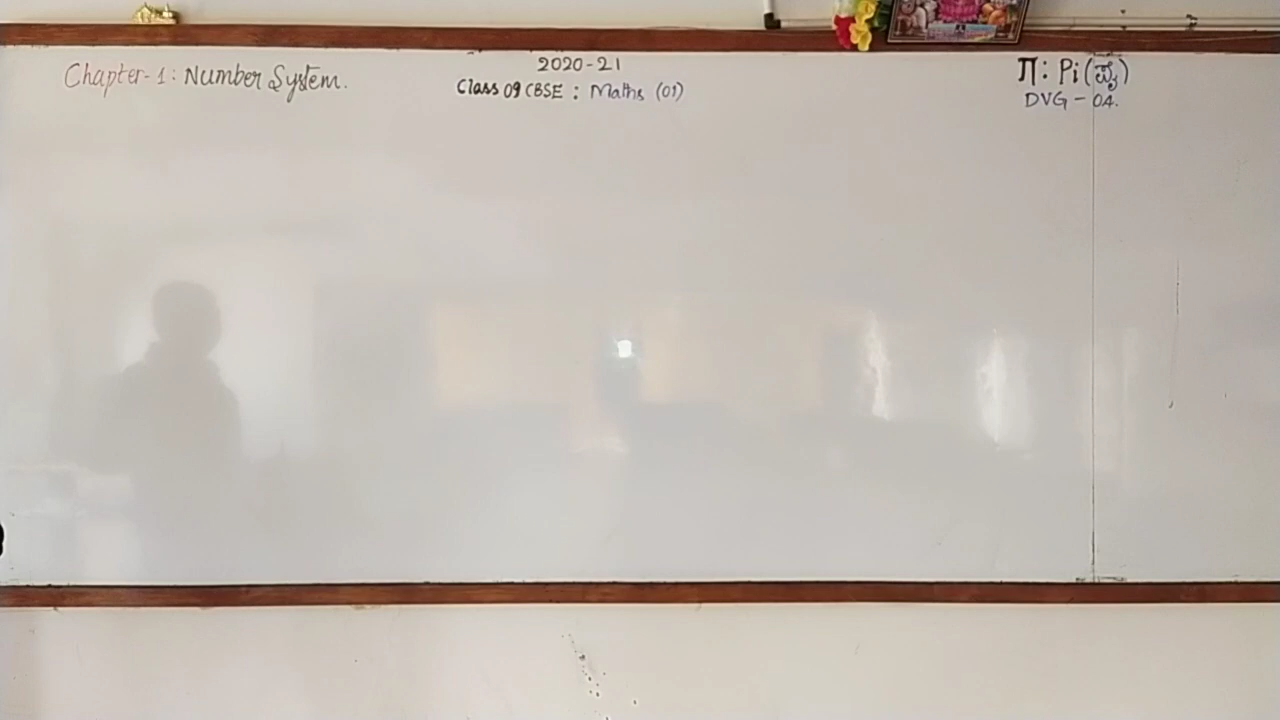 Chapter-1: Number System.
2020-21
Class 09 CBSE : Maths (01)
Π: Pi
DVG - 04.